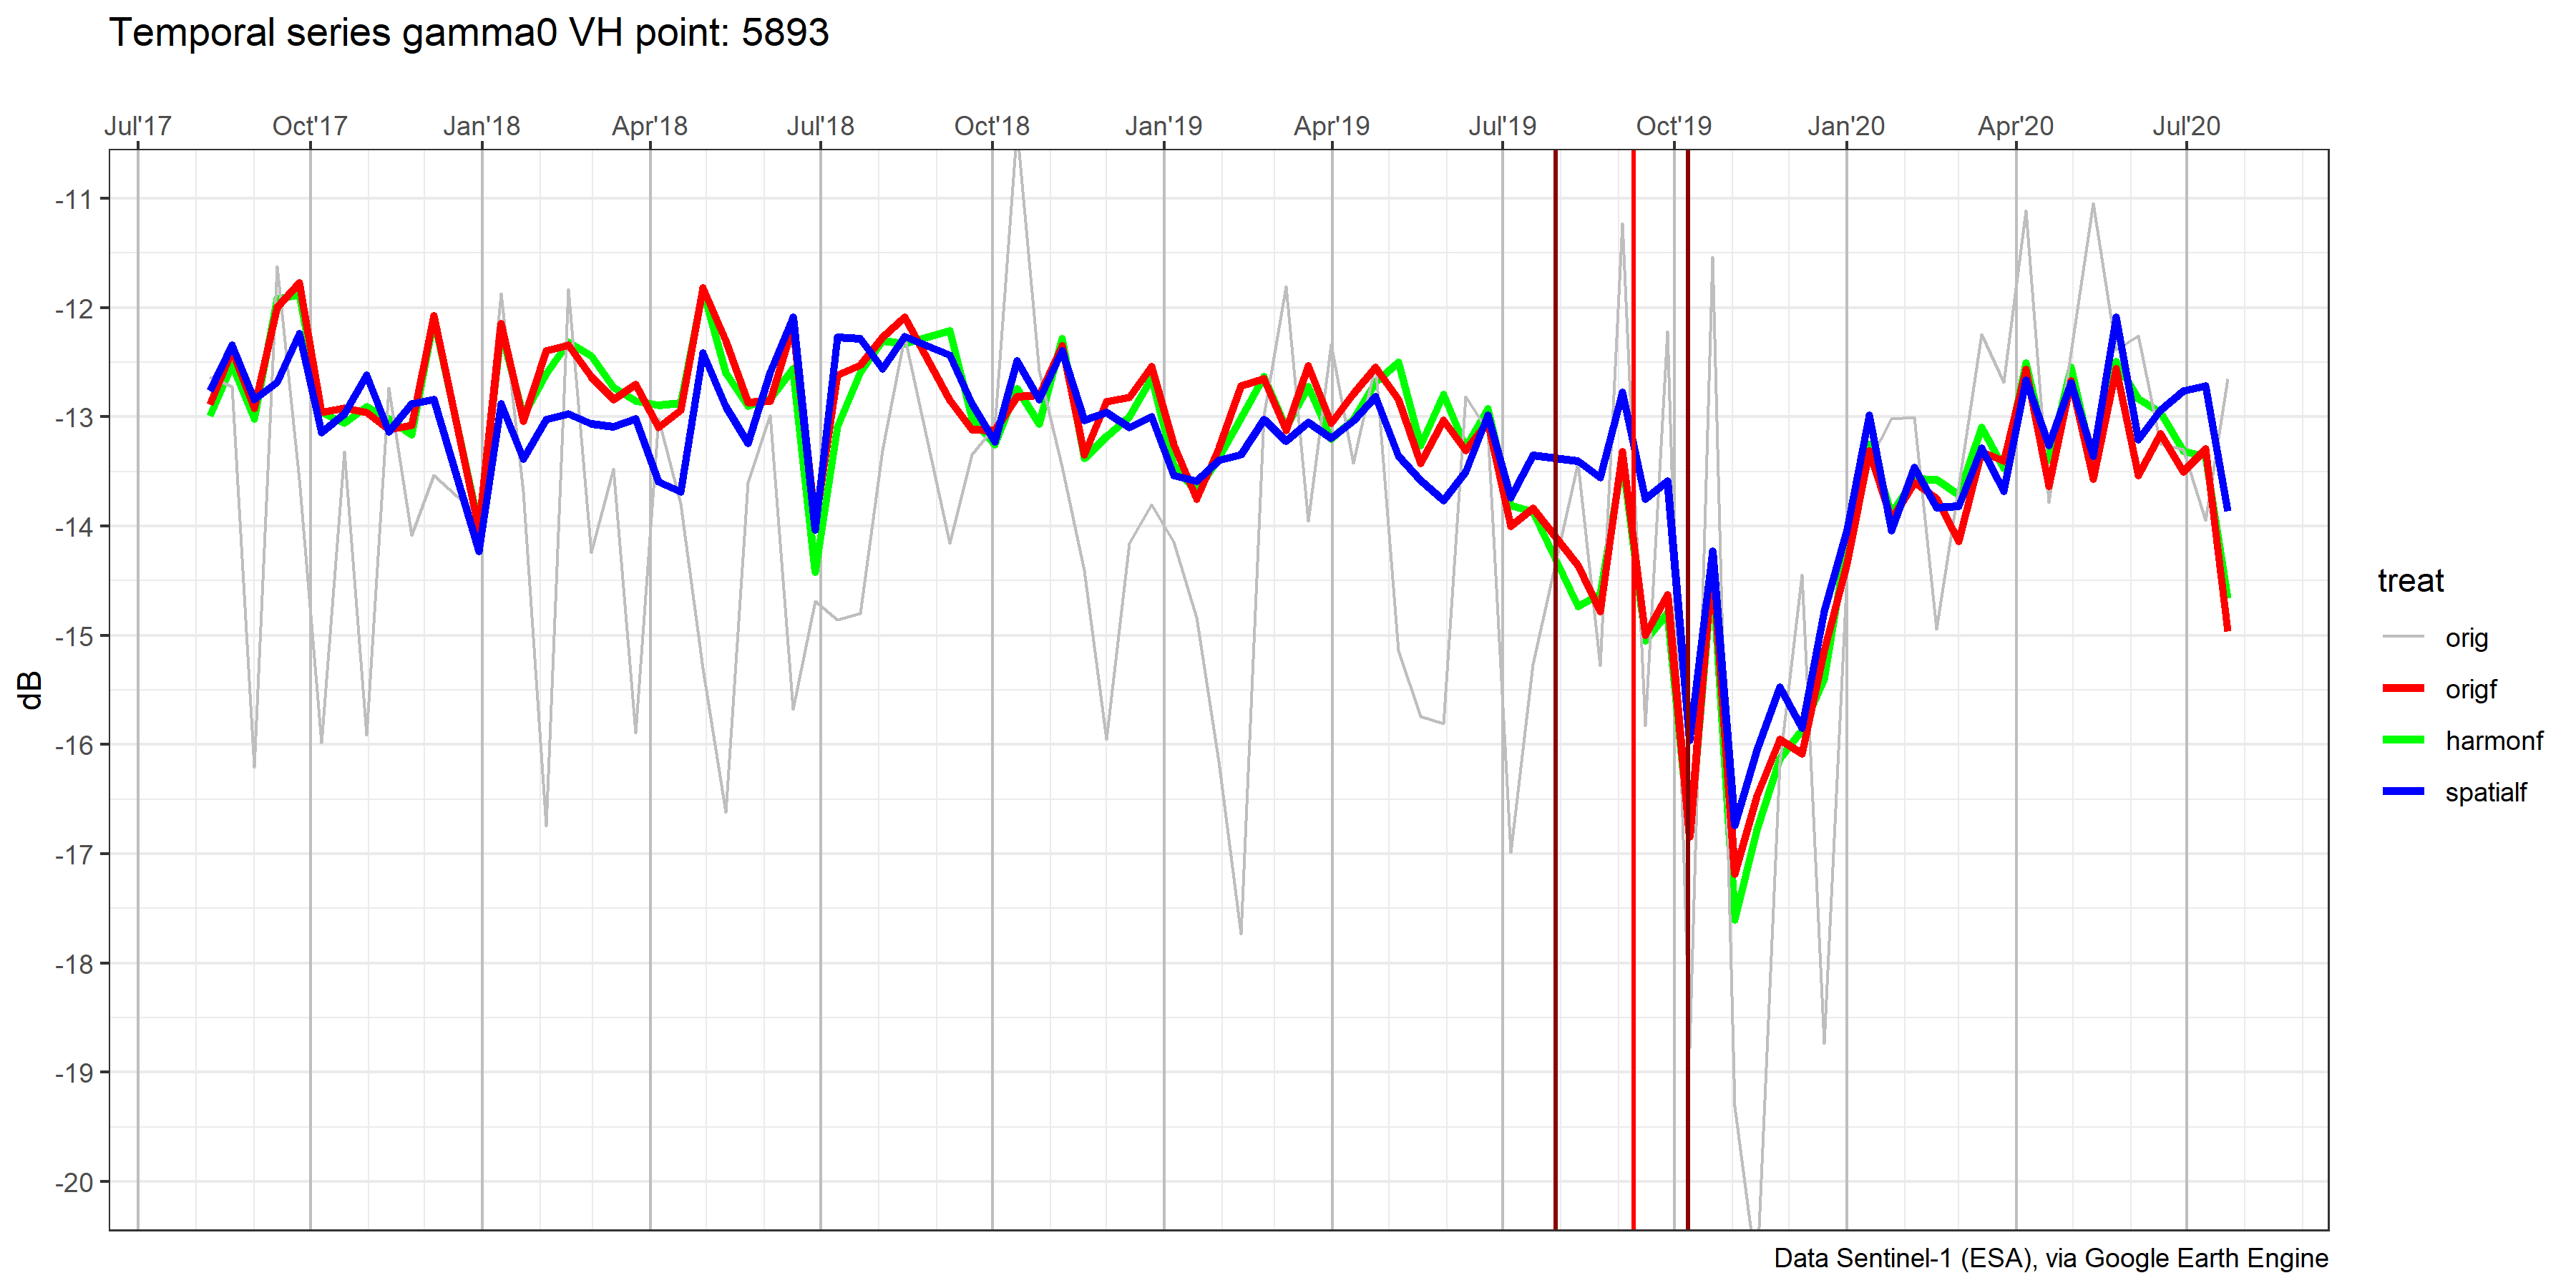 Temporal series gamma0 VH point: 5893
Jul'17 Oct'17 Jan'18 Apr'18 Jul'18 Oct'18 Jan'19 Apr'19 Jul'19 Oct'19 Jan'20 Apr'20 Jul'20
-11
-12
-13
-14
-15
-16
-17
-18
-19
-20
dB
treat
orig
origf
harmonf
spatialf
Data Sentinel-1 (ESA), via Google Earth Engine